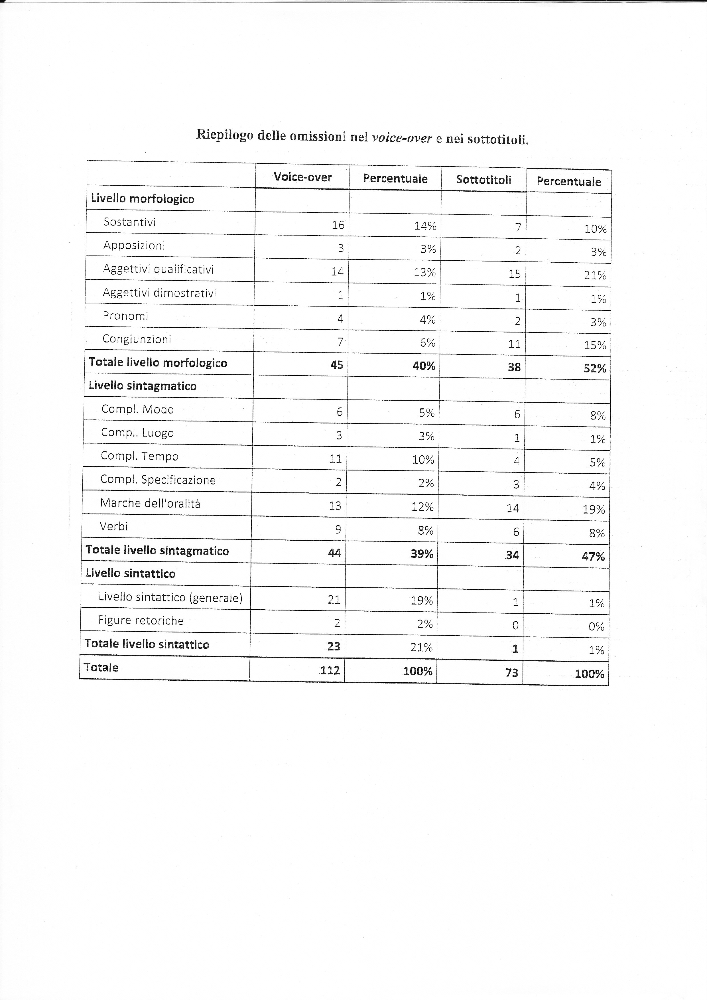 Riepilogo delle omissioni nel voice-over e nei sottotitoli.
Voice-over Percentuale Sottotitoli Percentuale
Livello morfologico
Sostantivi 16 14% 7 10%
Apposizioni 3 3% 2 3%
Aggettivi qualificativi 14 13% 15 21%
Aggettivi dimostrativi 1 1% 1 1%
Pronomi 4 4% 2 3%
Congiunzioni 7 6% 11 15%
Totale livello morfologico 45 40% 38 52%
Livello sintagmatico
Compl. Modo 6 5% 6 8%
Compl. Luogo 3 3% 1 1%
Compl. Tempo 11 10% 4 5%
Compl. Specificazione 2 2% 3 4%
Marche dell'oralità 13 12% 14 19%
Verbi 9 8% 6 8%
Totale livello sintagmatico 44 39% 34 47%
Livello sintattico
Livello sintattico (generale) 21 19% 1 1%
Figure retoriche 2 2% 0 0%
Totale livello sintattico 23 21% 1 1%
Totale 112 100% 73 100%